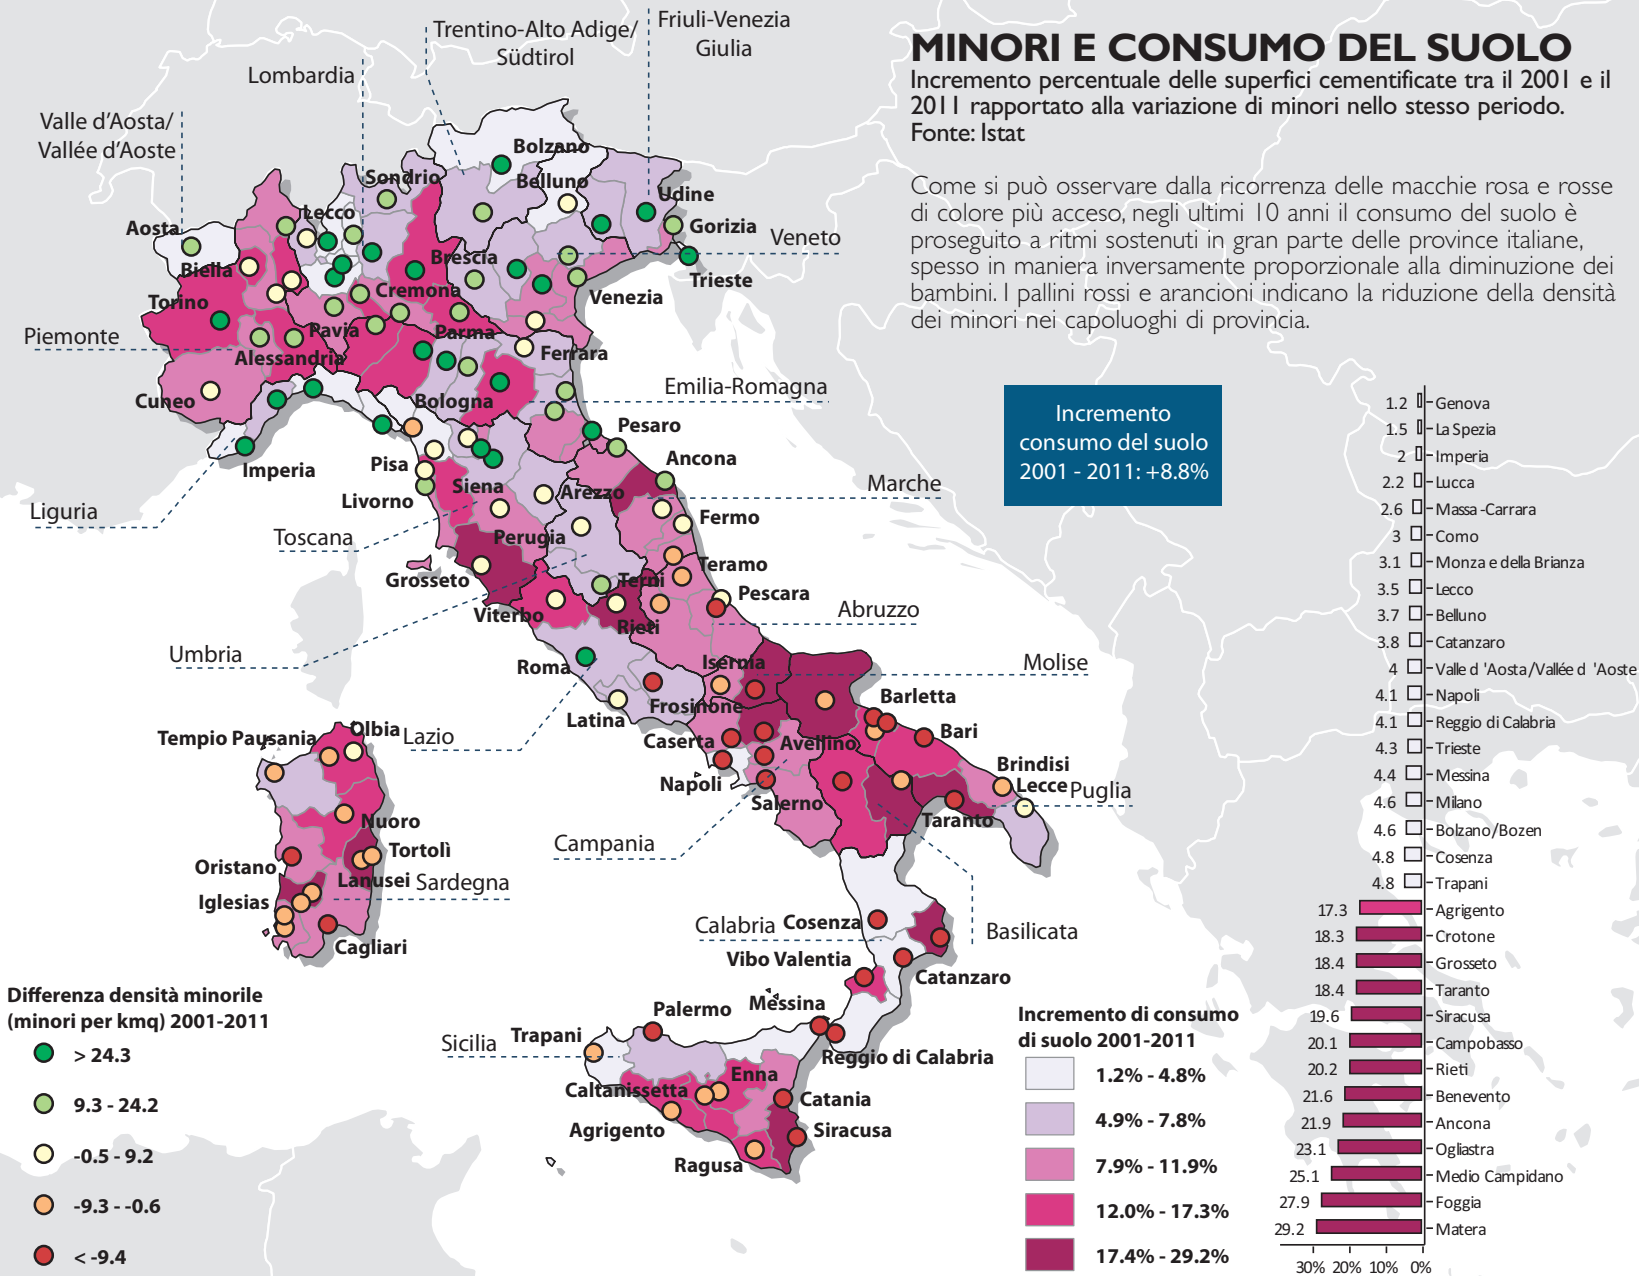 MINORI E CONSUMO DEL SUOLO
Incremento percentuale delle superfici cementificate tra il 2001 e il
2011 rapportato alla variazione di minori nello stesso periodo.
Fonte: Istat
Come si può osservare dalla ricorrenza delle macchie rosa e rosse
di colore più acceso, negli ultimi 10 anni il consumo del suolo è
proseguito a ritmi sostenuti in gran parte delle province italiane,
spesso in maniera inversamente proporzionale alla diminuzione dei
bambini. I pallini rossi e arancioni indicano la riduzione della densità
dei minori nei capoluoghi di provincia.
Trentino-Alto Adige/
Südtirol
Friuli-Venezia
Giulia
Lombardia
Valle d'Aosta/
Vallée d'Aoste
Bolzano
Sondrio
Belluno
Udine
Lecco
Aosta
Gorizia
Veneto
Biella
Brescia
Trieste
Cremona
Venezia
Torino
Pavia
Parma
Piemonte
Alessandria
Ferrara
Cuneo
Bologna
Emilia-Romagna
Pesaro
Imperia
Pisa
Ancona
Livorno
Siena
Arezzo
Marche
Liguria
Fermo
Toscana
Perugia
Grosseto
Terni
Teramo
Pescara
Viterbo
Rieti
Abruzzo
Umbria
Roma
Isernia
Molise
Frosinone
Barletta
Latina
Olbia
Tempio Pausania
Lazio
Caserta
Avellino
Bari
Napoli
Brindisi
Lecce
Puglia
Salerno
Taranto
Nuoro
Campania
Tortolì
Oristano
Lanusei
Sardegna
Iglesias
Calabria
Cosenza
Basilicata
Cagliari
Vibo Valentia
Catanzaro
Messina
Palermo
Trapani
Sicilia
Reggio di Calabria
Enna
Caltanissetta
Catania
Agrigento
Siracusa
Ragusa
Differenza densità minorile
(minori per kmq) 2001-2011
> 24.3
9.3 - 24.2
-0.5 - 9.2
-9.3 - -0.6
< -9.4
Incremento di consumo
di suolo 2001-2011
1.2% - 4.8%
4.9% - 7.8%
7.9% - 11.9%
12.0% - 17.3%
17.4% - 29.2%
Incremento
consumo del suolo
2001 - 2011: +8.8%
1.2 Genova
1.5 La Spezia
2 Imperia
2.2 Lucca
2.6 Massa-Carrara
3 Como
3.1 Monza e della Brianza
3.5 Lecco
3.7 Belluno
3.8 Catanzaro
4 Valle d 'Aosta/Vallée d 'Aoste
4.1 Napoli
4.1 Reggio di Calabria
4.3 Trieste
4.4 Messina
4.6 Milano
4.6 Bolzano/Bozen
4.8 Cosenza
4.8 Trapani
17.3 Agrigento
18.3 Crotone
18.4 Grosseto
18.4 Taranto
19.6 Siracusa
20.1 Campobasso
20.2 Rieti
21.6 Benevento
21.9 Ancona
23.1 Ogliastra
25.1 Medio Campidano
27.9 Foggia
29.2 Matera
30% 20% 10% 0%